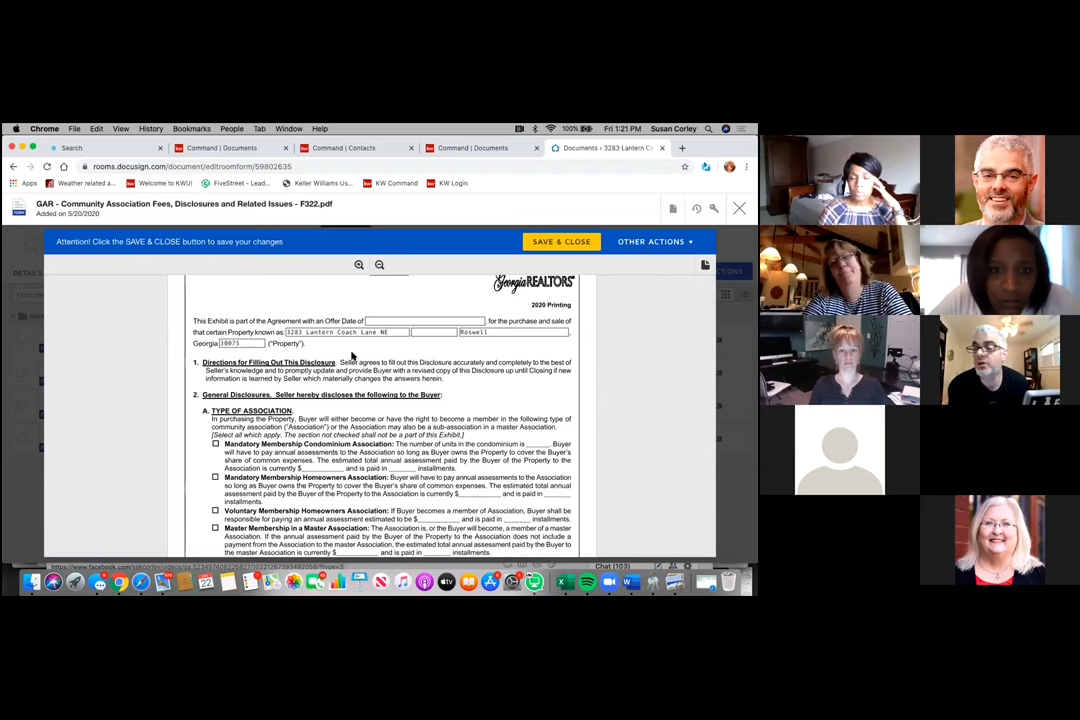 Chrome File Edit View History Bookmarks People Tab Window Help 100% Fri 1:21 PM Susan Corley
Search Command | Documents Command | Contacts Command | Documents Documents › 3283 Lantern C
rooms.docusign.com/document/editroomform/59802635
Apps Weather related a... Welcome to KWU! FiveStreet - Lead... Keller Williams Us... KW Command KW Login
GAR - Community Association Fees, Disclosures and Related Issues - F322.pdf
Added on 5/20/2020
Attention! Click the SAVE & CLOSE button to save your changes SAVE & CLOSE OTHER ACTIONS
DETAILS
Georgia REALTORS®
2020 Printing
This Exhibit is part of the Agreement with an Offer Date of for the purchase and sale of
that certain Property known as: 3283 Lantern Coach Lane NE Roswell ,
Georgia 30075 ("Property").
1. Directions for Filling Out This Disclosure. Seller agrees to fill out this Disclosure accurately and completely to the best of
Seller's knowledge and to promptly update and provide Buyer with a revised copy of this Disclosure up until Closing if new
information is learned by Seller which materially changes the answers herein.
2. General Disclosures. Seller hereby discloses the following to the Buyer:
A. TYPE OF ASSOCIATION.
In purchasing the Property, Buyer will either become or have the right to become a member in the following type of
community association ("Association") or the Association may also be a sub-association in a master Association.
[Select all which apply. The section not checked shall not be a part of this Exhibit.]
Mandatory Membership Condominium Association: The number of units in the condominium is ______. Buyer
will have to pay annual assessments to the Association so long as Buyer owns the Property to cover the Buyer's
share of common expenses. The estimated total annual assessment paid by the Buyer of the Property to the
Association is currently $__________ and is paid in ______ installments.
Mandatory Membership Homeowners Association: Buyer will have to pay annual assessments to the Association
so long as Buyer owns the Property to cover the Buyer's share of common expenses. The estimated total annual
assessment paid by the Buyer of the Property to the Association is currently $__________ and is paid in ______
installments.
Voluntary Membership Homeowners Association: If Buyer becomes a member of Association, Buyer shall be
responsible for paying an annual assessment estimated to be $__________ and is paid in ______ installments.
Master Membership in a Master Association: The Association is, or the Buyer will become, a member of a master
Association. If the annual assessment paid by the Buyer of the Property to the Association does not include a
payment from the Association to the master Association, the estimated total annual assessment paid by the Buyer to
the master Association is currently $__________ and is paid in ______ installments.
Chat (103)
22